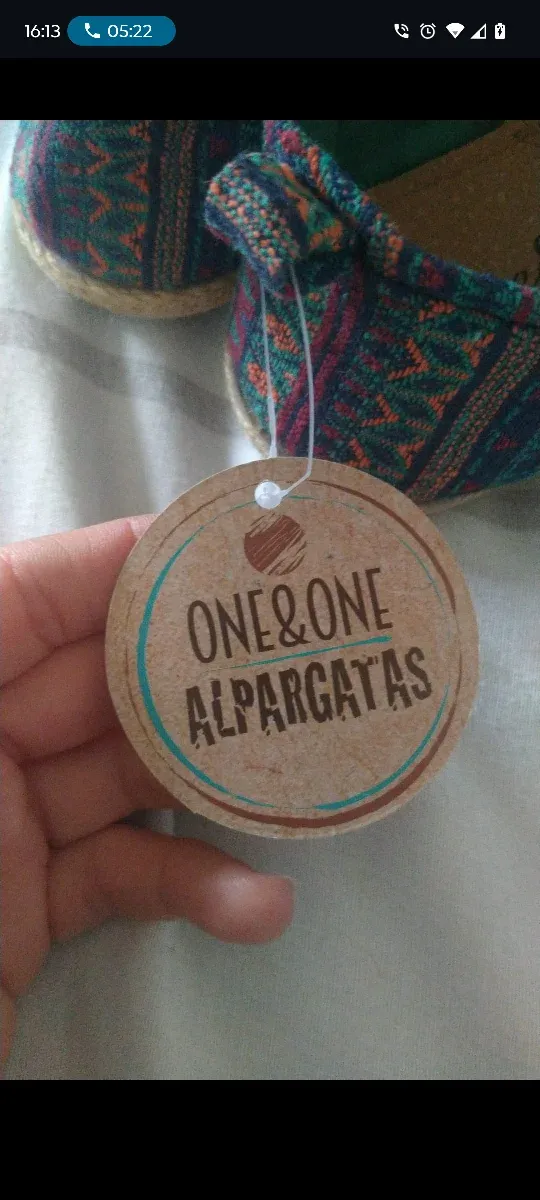 16:13 05:22
ONE&ONE
ALPARGATAS